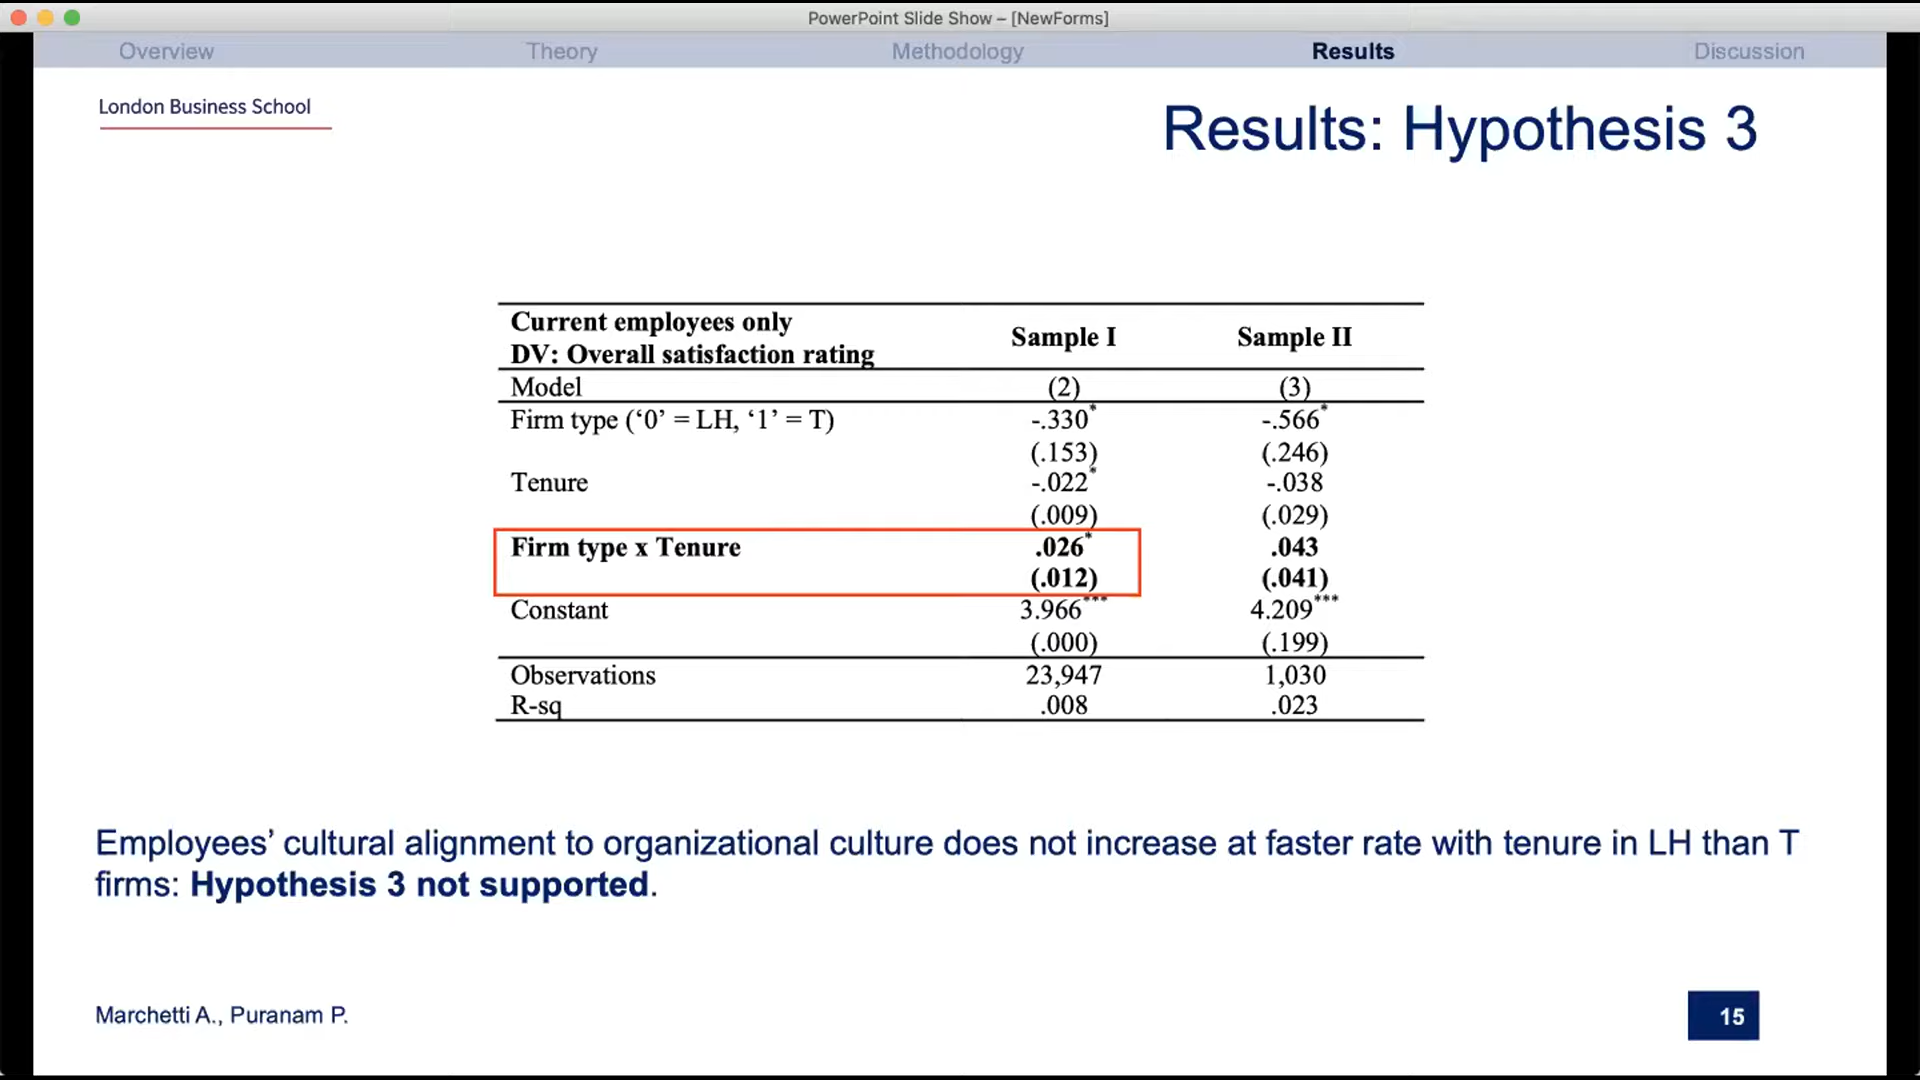 PowerPoint Slide Show – [NewForms]
Overview Theory Methodology Results Discussion
London Business School
Results: Hypothesis 3
Current employees only
DV: Overall satisfaction rating Sample I Sample II
Model (2) (3)
Firm type (‘0’ = LH, ‘1’ = T) -.330* -.566*
(.153) (.246)
Tenure -.022* -.038
(.009) (.029)
Firm type x Tenure .026* .043
(.012) (.041)
Constant 3.966*** 4.209***
(.000) (.199)
Observations 23,947 1,030
R-sq .008 .023
Employees’ cultural alignment to organizational culture does not increase at faster rate with tenure in LH than T
firms: Hypothesis 3 not supported.
Marchetti A., Puranam P.
15